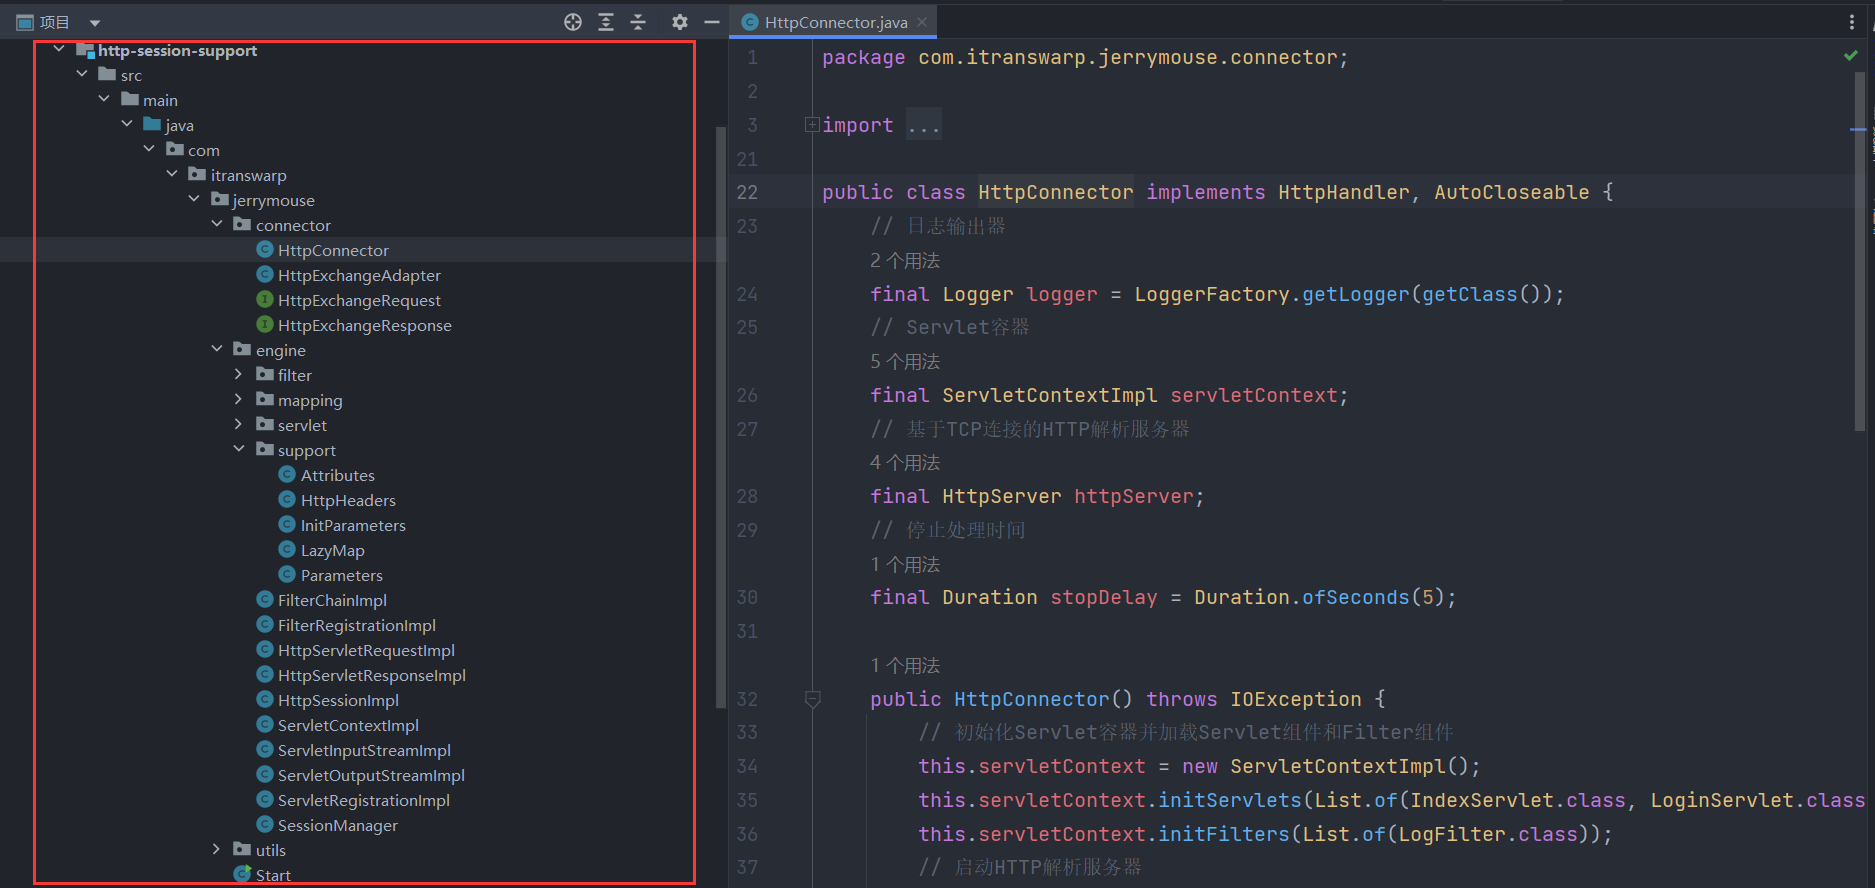 项目
http-session-support
src
main
java
com
itranswarp
jerrymouse
connector
HttpConnector
HttpExchangeAdapter
HttpExchangeRequest
HttpExchangeResponse
engine
filter
mapping
servlet
support
Attributes
HttpHeaders
InitParameters
LazyMap
Parameters
FilterChainImpl
FilterRegistrationImpl
HttpServletRequestImpl
HttpServletResponseImpl
HttpSessionImpl
ServletContextImpl
ServletInputStreamImpl
ServletOutputStreamImpl
ServletRegistrationImpl
SessionManager
utils
Start
HttpConnector.java
1 package com.itranswarp.jerrymouse.connector;
2
3 import ...
21
22 public class HttpConnector implements HttpHandler, AutoCloseable {
23 // 日志输出器
2 个用法
24 final Logger logger = LoggerFactory.getLogger(getClass());
25 // Servlet容器
5 个用法
26 final ServletContextImpl servletContext;
27 // 基于TCP连接的HTTP解析服务器
4 个用法
28 final HttpServer httpServer;
29 // 停止处理时间
1 个用法
30 final Duration stopDelay = Duration.ofSeconds(5);
31
1 个用法
32 public HttpConnector() throws IOException {
33 // 初始化Servlet容器并加载Servlet组件和Filter组件
34 this.servletContext = new ServletContextImpl();
35 this.servletContext.initServlets(List.of(IndexServlet.class, LoginServlet.class
36 this.servletContext.initFilters(List.of(LogFilter.class));
37 // 启动HTTP解析服务器